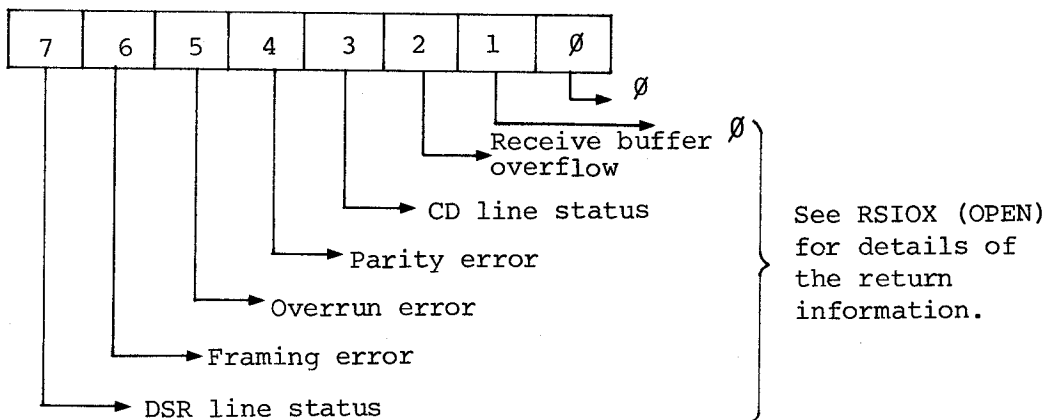 7 6 5 4 3 2 1 Ø
Ø
Ø
Receive buffer
overflow
CD line status
Parity error
Overrun error
Framing error
DSR line status
See RSIOX (OPEN)
for details of
the return
information.